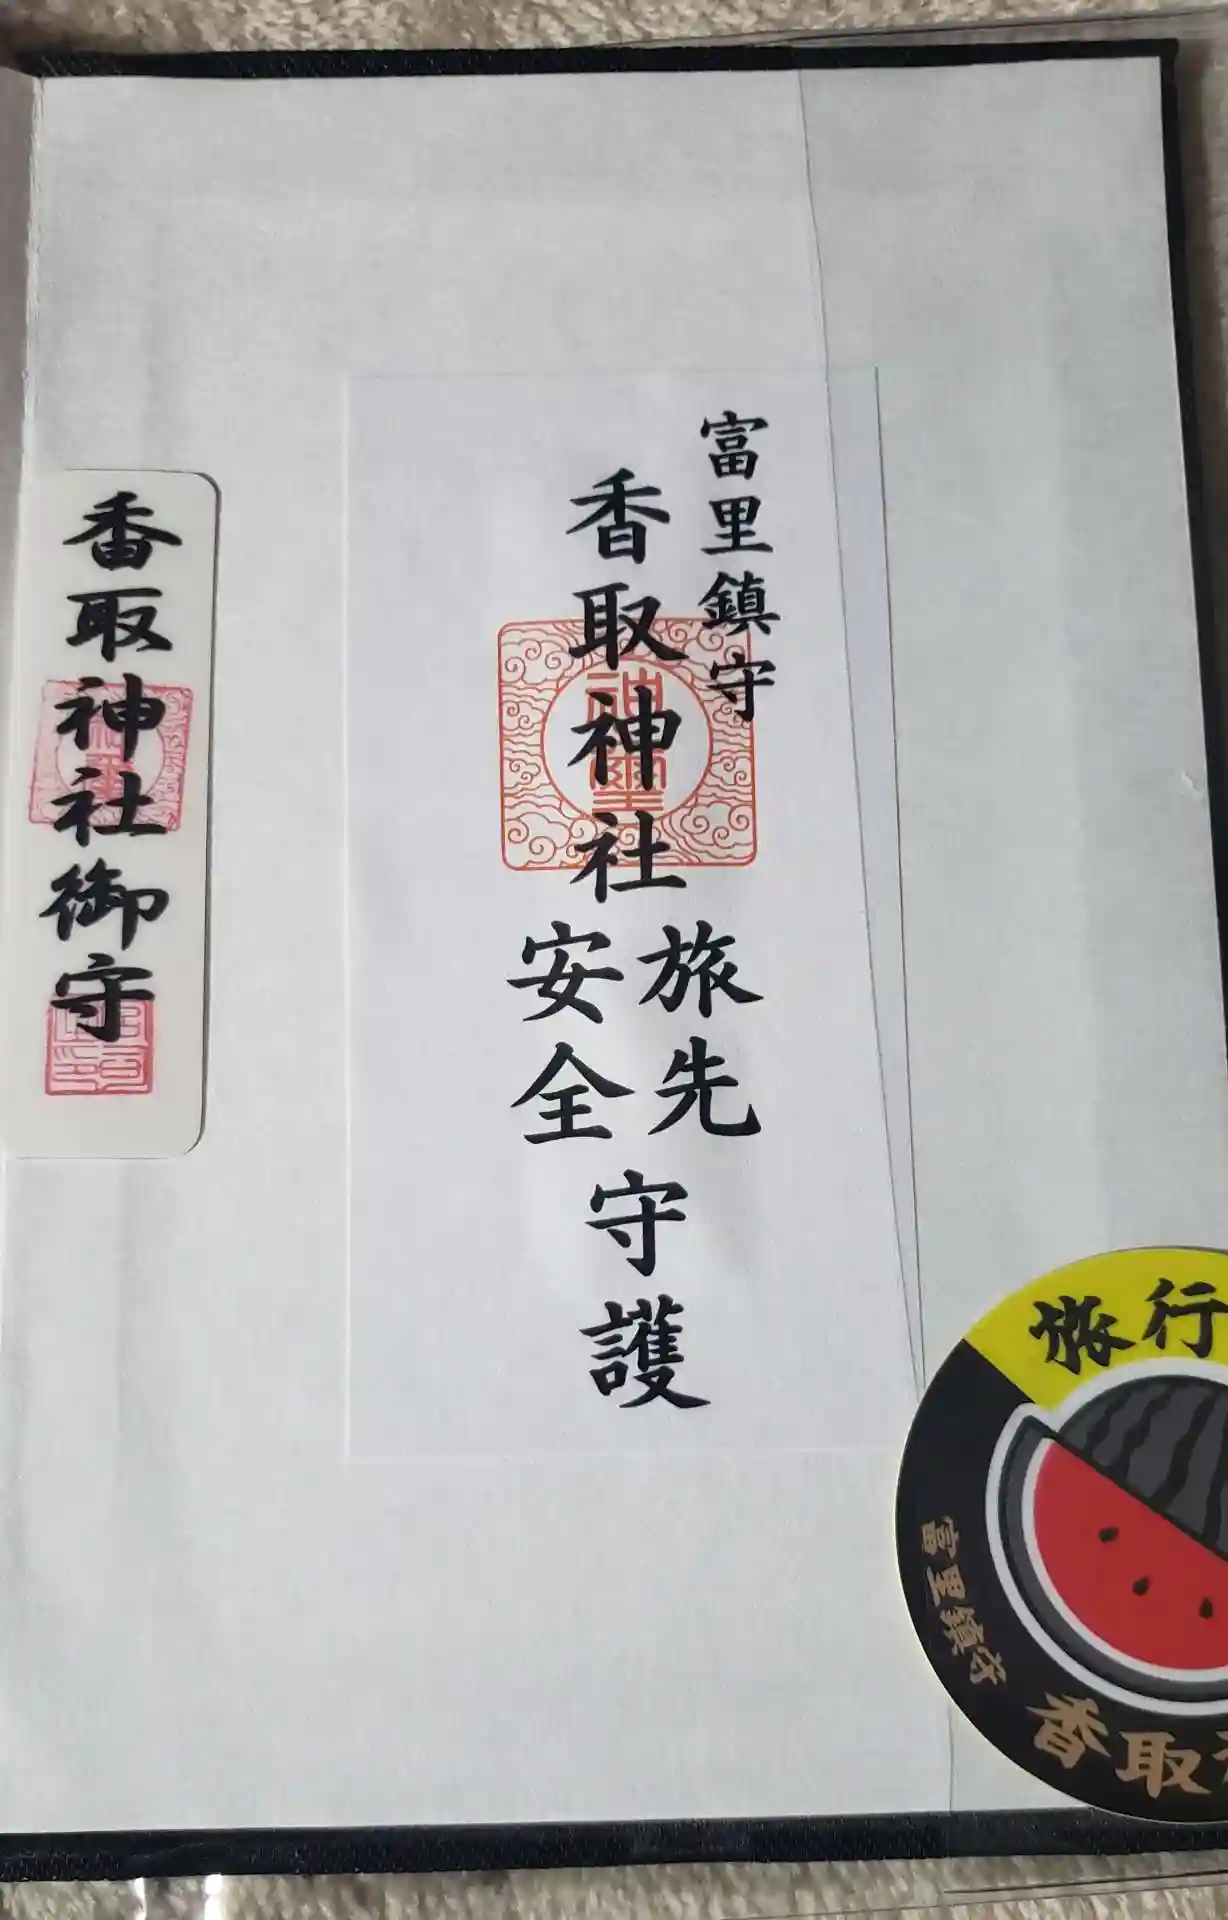 富里鎮守
香取神社
旅先
安全
守護
香取神社御守
旅行
富里鎮守
香取